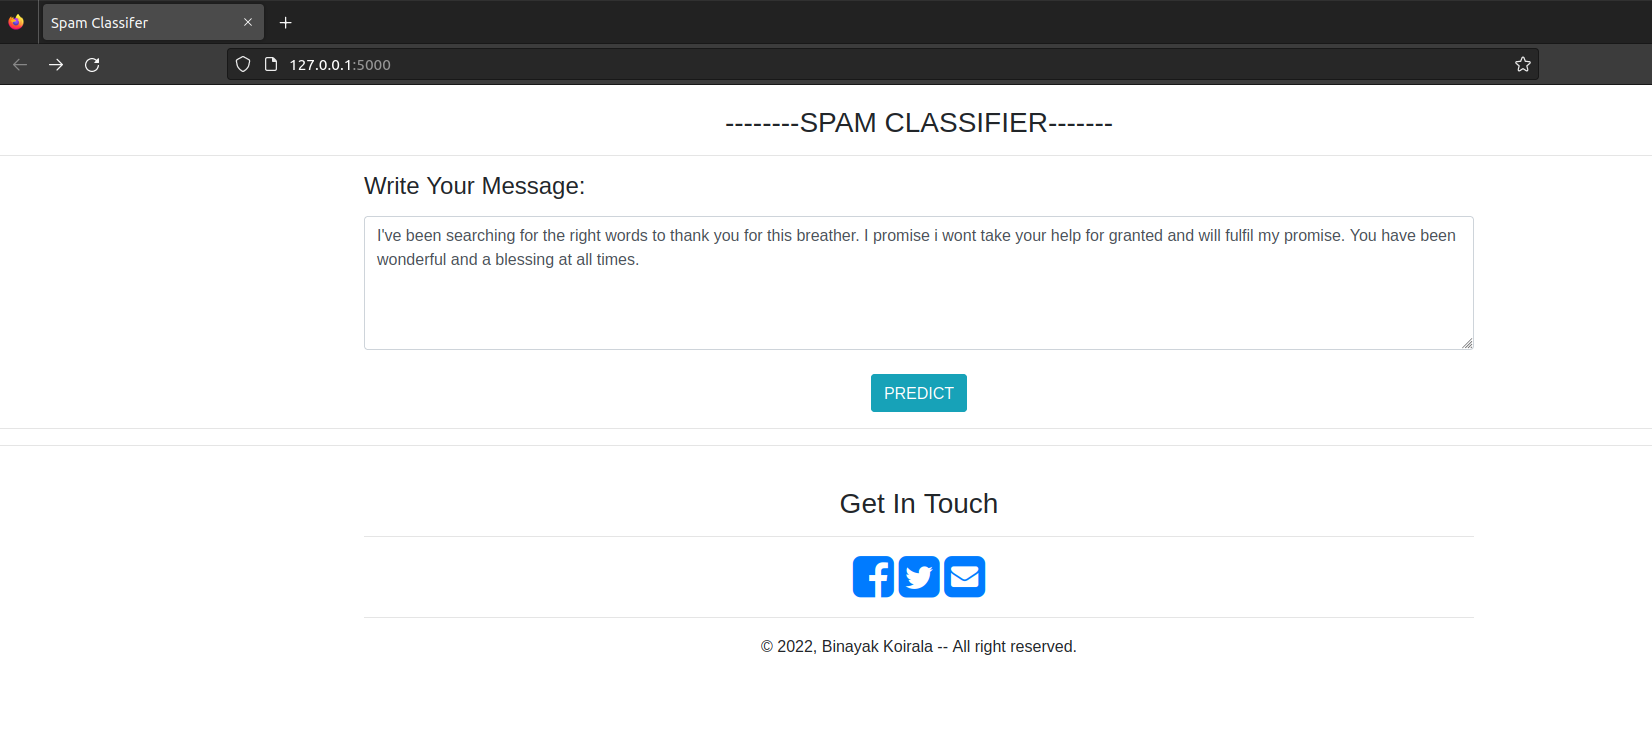 Spam Classifer
127.0.0.1:5000
--------SPAM CLASSIFIER-------
Write Your Message:
I've been searching for the right words to thank you for this breather. I promise i wont take your help for granted and will fulfil my promise. You have been
wonderful and a blessing at all times.
PREDICT
Get In Touch
© 2022, Binayak Koirala -- All right reserved.